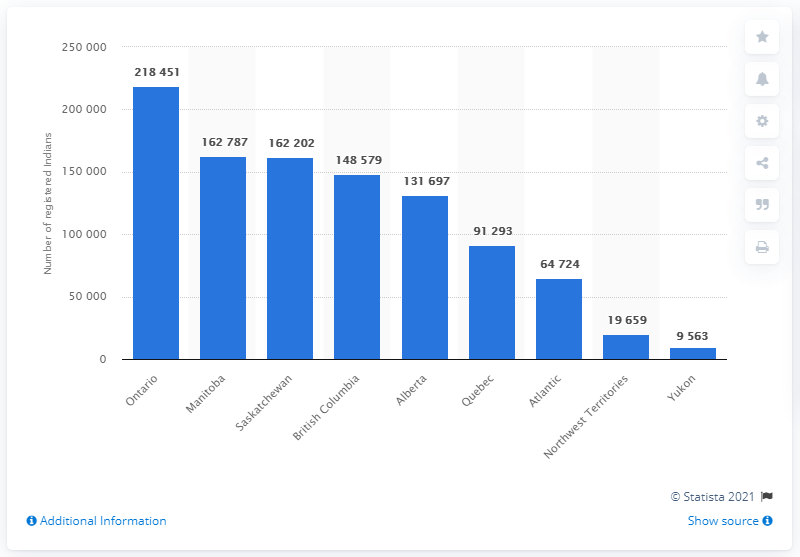 250 000
200 000
150 000
100 000
50 000
0
Number of registered Indians
218 451
162 787
162 202
148 579
131 697
91 293
64 724
19 659
9 563
Ontario
Manitoba
Saskatchewan
British Columbia
Alberta
Quebec
Atlantic
Northwest Territories
Yukon
© Statista 2021
Additional Information
Show source